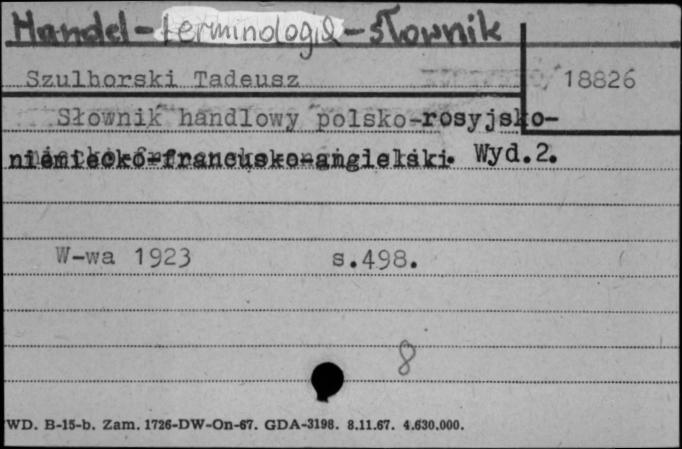 Handel-terminologia-słownik
Szulborski Tadeusz 18826
Słownik handlowy polsko-rosyjsko-
niemiecko-francusko-angielski. Wyd.2.
W-wa 1923 s.498.
8
WD. B-15-b. Zam. 1726-DW-On-67. GDA-3198. 8.11.67. 4.630.000.